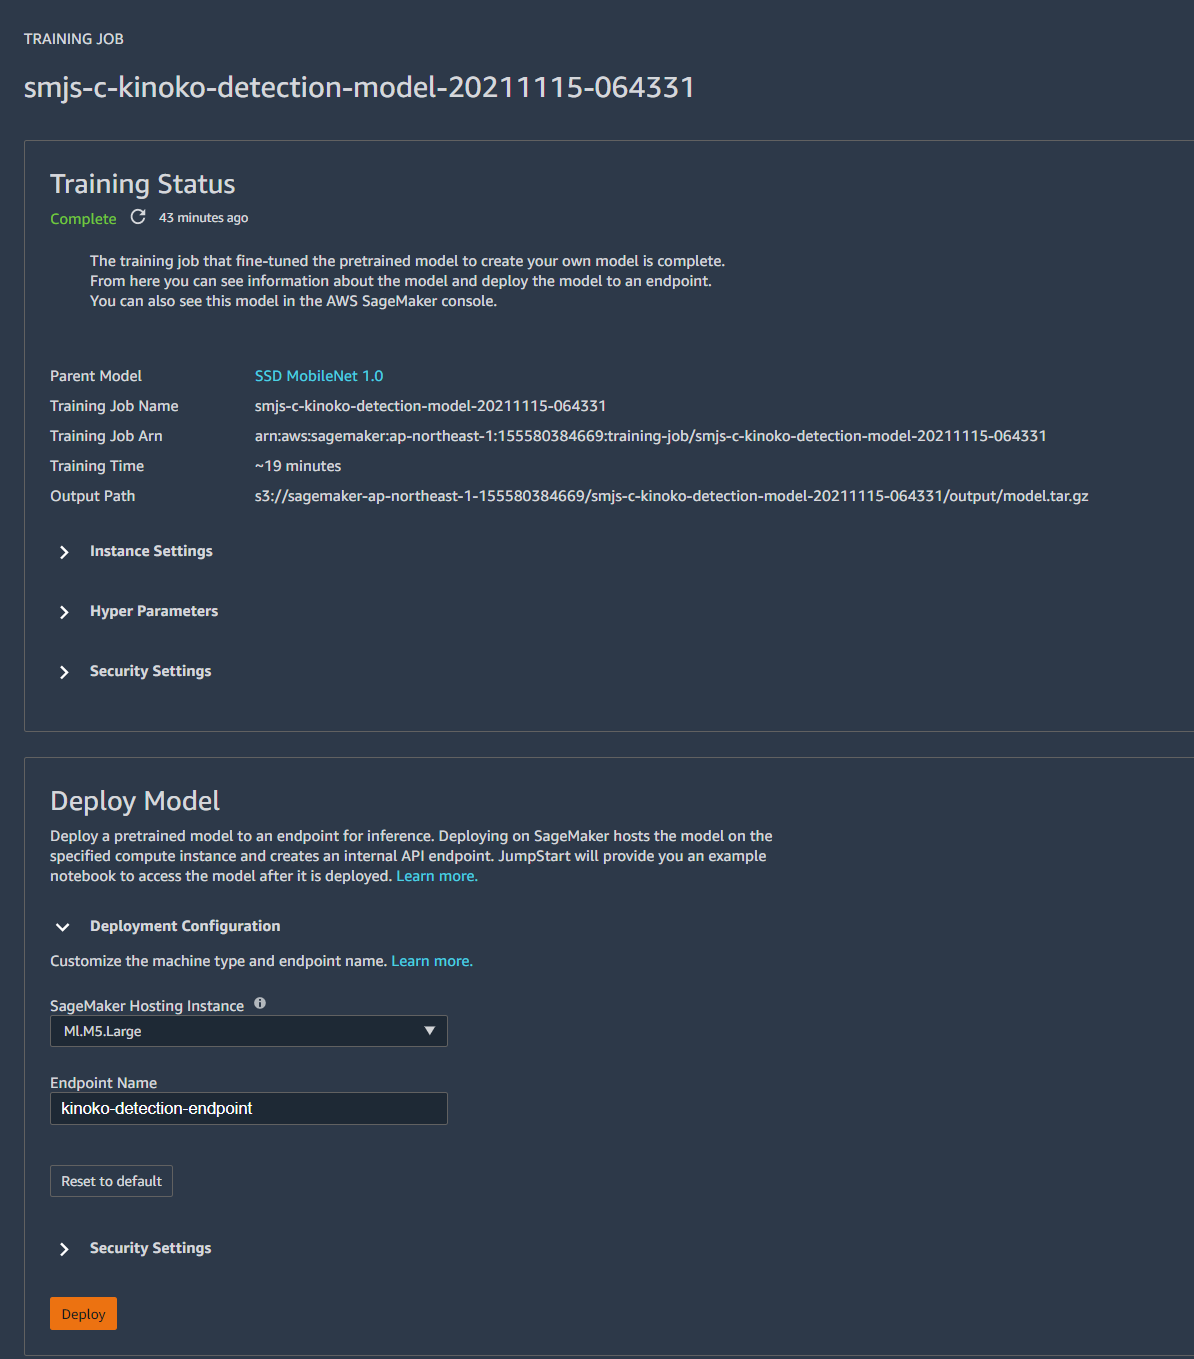 TRAINING JOB
smjs-c-kinoko-detection-model-20211115-064331
Training Status
Complete 43 minutes ago
The training job that fine-tuned the pretrained model to create your own model is complete.
From here you can see information about the model and deploy the model to an endpoint.
You can also see this model in the AWS SageMaker console.
Parent Model SSD MobileNet 1.0
Training Job Name smjs-c-kinoko-detection-model-20211115-064331
Training Job Arn arn:aws:sagemaker:ap-northeast-1:155580384669:training-job/smjs-c-kinoko-detection-model-20211115-064331
Training Time ~19 minutes
Output Path s3://sagemaker-ap-northeast-1-155580384669/smjs-c-kinoko-detection-model-20211115-064331/output/model.tar.gz
Instance Settings
Hyper Parameters
Security Settings
Deploy Model
Deploy a pretrained model to an endpoint for inference. Deploying on SageMaker hosts the model on the
specified compute instance and creates an internal API endpoint. JumpStart will provide you an example
notebook to access the model after it is deployed. Learn more.
Deployment Configuration
Customize the machine type and endpoint name. Learn more.
SageMaker Hosting Instance
Ml.M5.Large
Endpoint Name
kinoko-detection-endpoint
Reset to default
Security Settings
Deploy